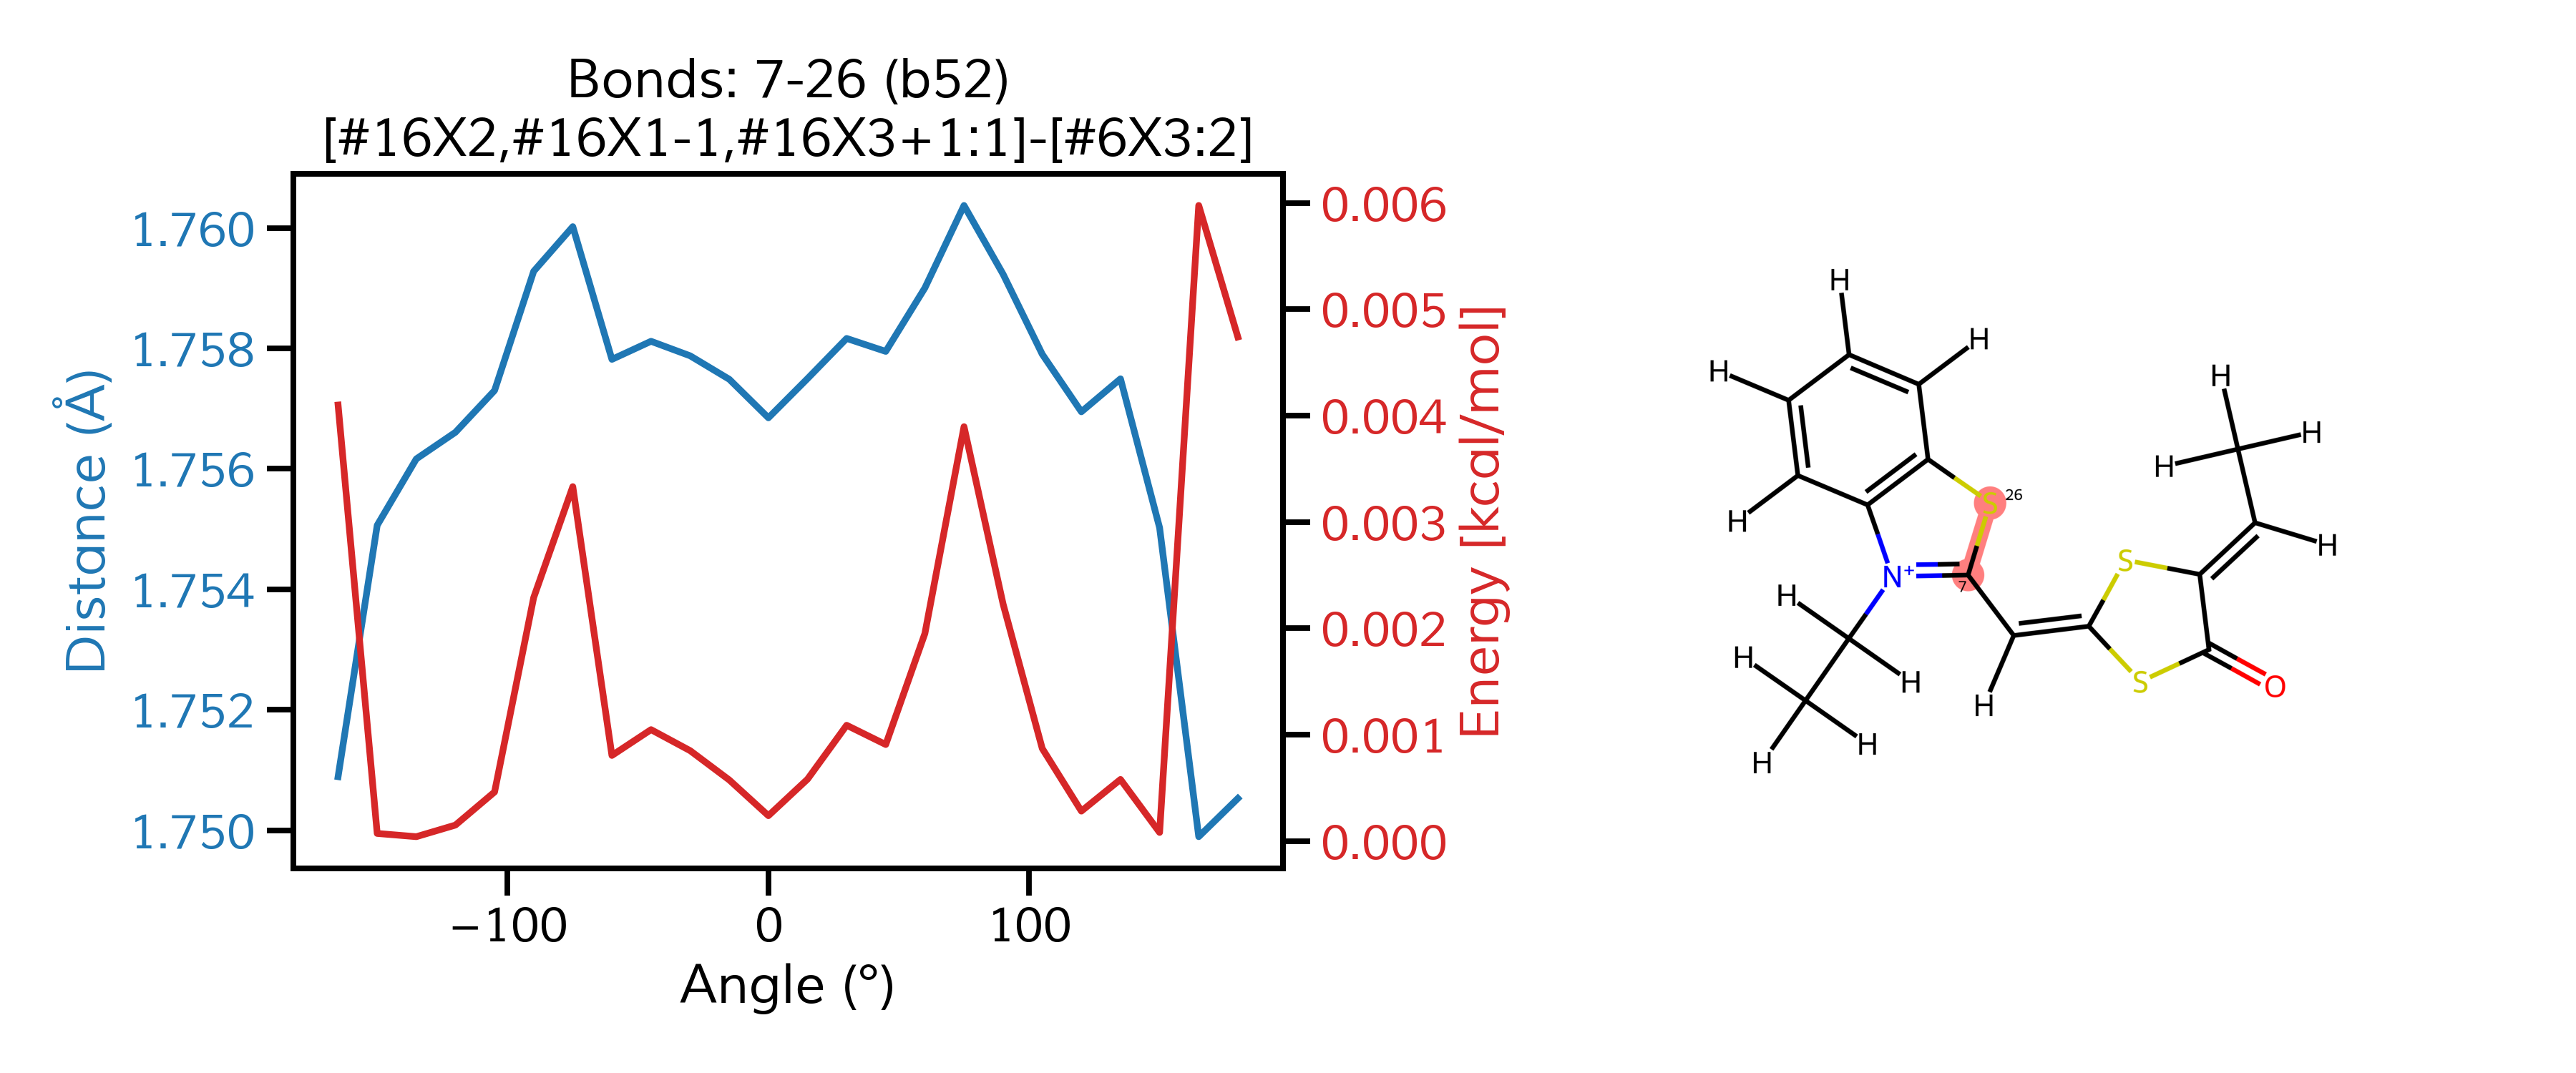 Bonds: 7-26 (b52)
[#16X2,#16X1-1,#16X3+1:1]-[#6X3:2]
Distance (Å)
1.760
1.758
1.756
1.754
1.752
1.750
−100
0
100
Angle (°)
0.006
0.005
0.004
0.003
0.002
0.001
0.000
Energy [kcal/mol]
H
H
H
H
H
H
H
S 26
H
H
S
N+
7
H
H
H
S
O
H
H
H